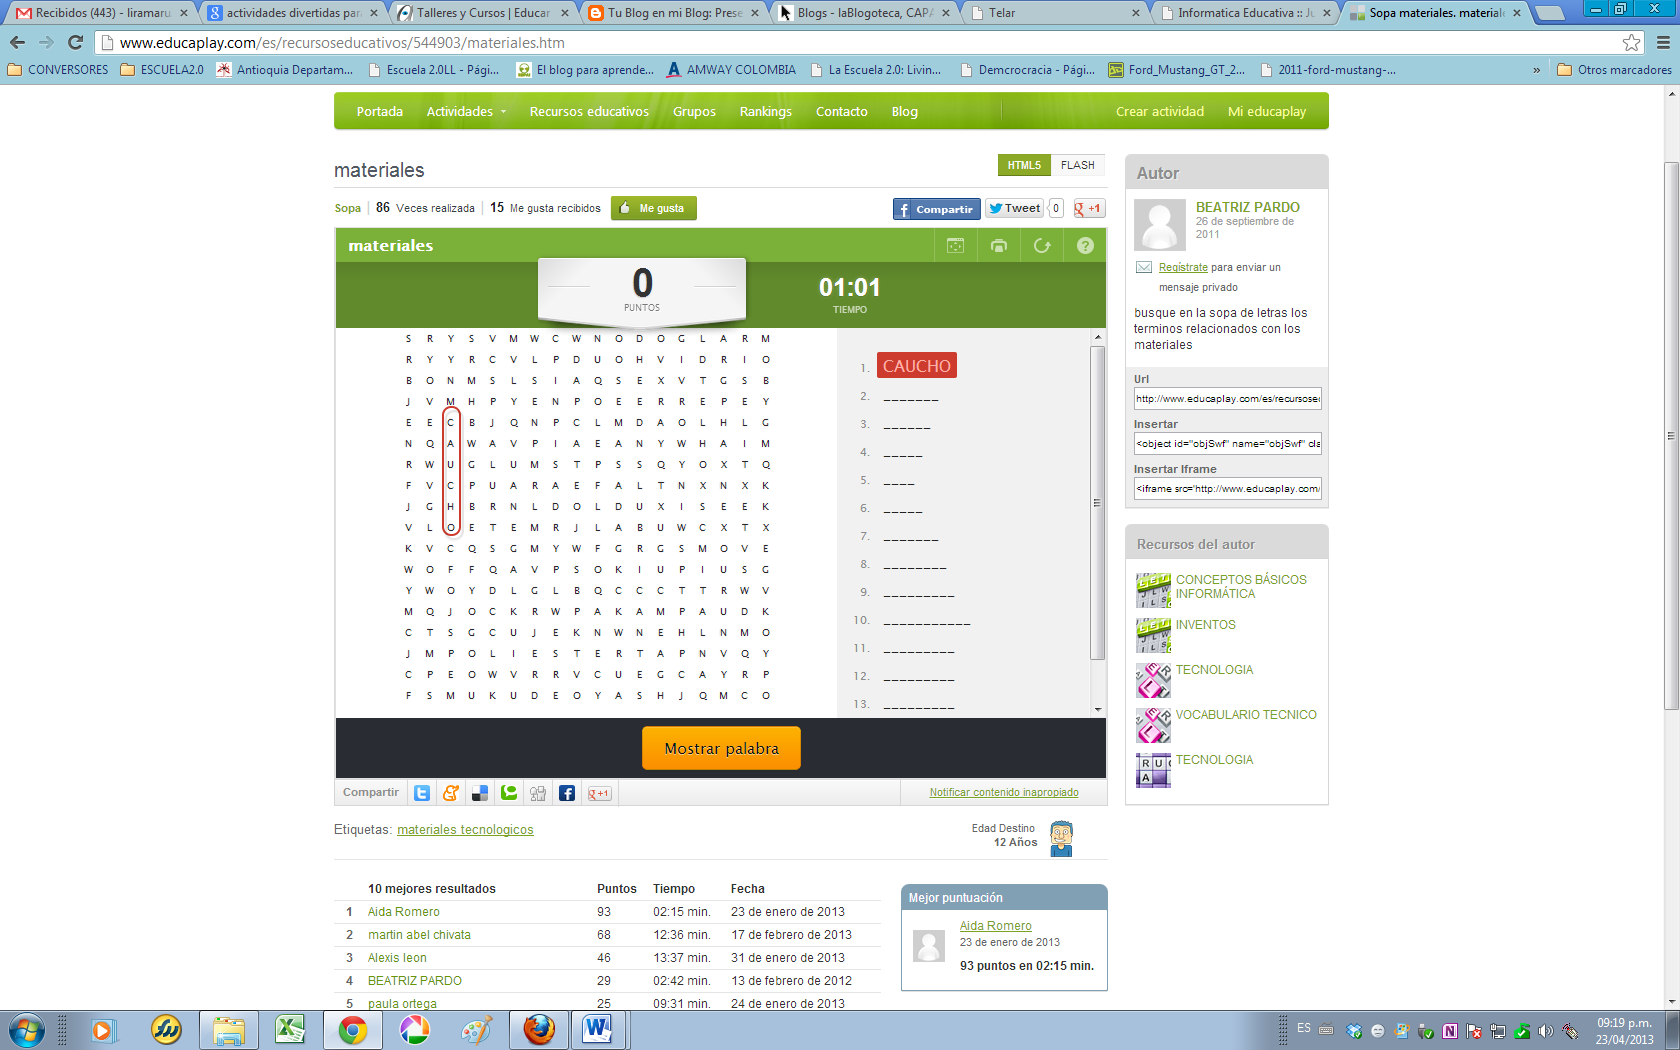 Recibidos (443) - liramaru
actividades divertidas par
Talleres y Cursos | Educar
Tu Blog en mi Blog: Prese
Blogs - laBlogoteca, CAPA
Telar
Informatica Educativa :: Ju
Sopa materiales. material
www.educaplay.com/es/recursoseducativos/544903/materiales.htm
CONVERSORES
ESCUELA2.0
Antioquia Departam...
Escuela 2.0LL - Pági...
El blog para aprende...
AMWAY COLOMBIA
La Escuela 2.0: Livin...
Demcrocracia - Pági...
Ford_Mustang_GT_2...
2011-ford-mustang-...
»
Otros marcadores
Portada Actividades Recursos educativos Grupos Rankings Contacto Blog Crear actividad Mi educaplay
materiales
HTML5 FLASH
Sopa | 86 Veces realizada | 15 Me gusta recibidos Me gusta
Compartir Tweet 0 +1
materiales
0
PUNTOS
01:01
TIEMPO
S R Y S V M W C W N O D O G L A R M
R Y Y R C V L P D U O H V I D R I O
B O N M S L S I A Q S E X V T G S B
J V M H P Y E N P O E E R R E P E Y
E E C B J Q N P C L M D A O L H L G
N Q A W A V P I A E A N Y W H A I M
R W U G L U M S T P S S Q Y O X T Q
F V C P U A R A E F A L T N X N X K
J G H B R N L D O L D U X I S E E K
V L O E T E M R J L A B U W C X T X
K V C Q S G M Y W F G R G S M O V E
W O F F Q A V P S O K I U P I U S G
Y W O Y D L G L B Q C C C T T R W V
M Q J O C K R W P A K A M P A U D K
C T S G C U J E K N W N E H L N M O
J M P O L I E S T E R T A P N V Q Y
C P E O W V R R V C U E G C A Y R P
F S M U K U D E O Y A S H J Q M C O
1. CAUCHO
2. _______
3. ______
4. _____
5. ____
6. _____
7. _______
8. ________
9. _________
10. ___________
11. _________
12. _________
13. _________
Mostrar palabra
Compartir
Notificar contenido inapropiado
Etiquetas: materiales tecnologicos
Edad Destino
12 Años
10 mejores resultados Puntos Tiempo Fecha
1 Aida Romero 93 02:15 min. 23 de enero de 2013
2 martin abel chivata 68 12:36 min. 17 de febrero de 2013
3 Alexis leon 46 13:37 min. 31 de enero de 2013
4 BEATRIZ PARDO 29 02:42 min. 13 de febrero de 2012
5 paula ortega 25 09:31 min. 24 de enero de 2013
Mejor puntuación
Aida Romero
23 de enero de 2013
93 puntos en 02:15 min.
Autor
BEATRIZ PARDO
26 de septiembre de
2011
Registrate para enviar un
mensaje privado
busque en la sopa de letras los
terminos relacionados con los
materiales
Url
http://www.educaplay.com/es/recursosed
Insertar
<object id="objSwf" name="objSwf" cla
Insertar Iframe
<iframe src='http://www.educaplay.com/
Recursos del autor
CONCEPTOS BÁSICOS
INFORMÁTICA
INVENTOS
TECNOLOGIA
VOCABULARIO TECNICO
TECNOLOGIA
ES
09:19 p.m.
23/04/2013